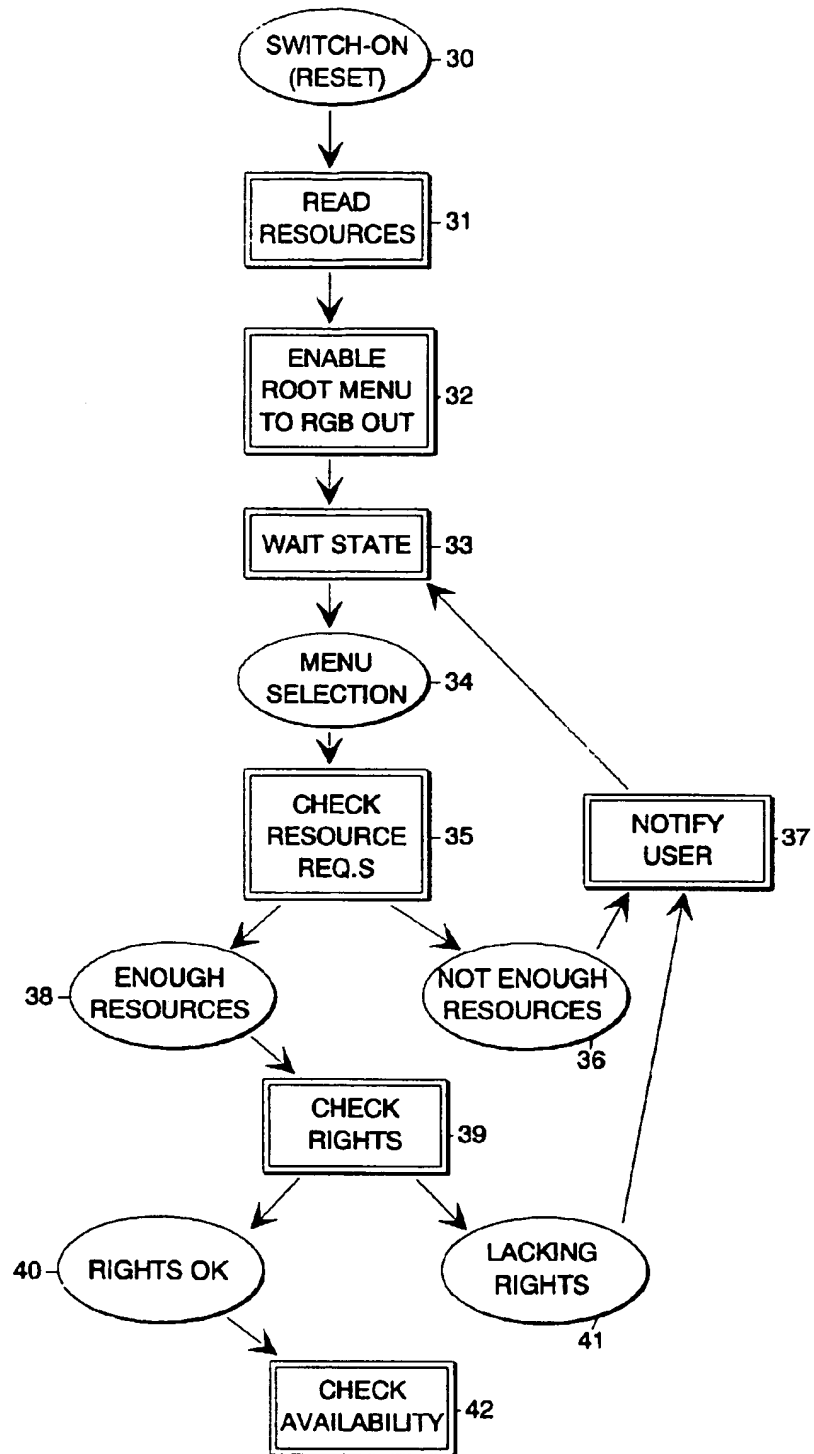 SWITCH-ON
(RESET)
30
READ
RESOURCES
31
ENABLE
ROOT MENU
TO RGB OUT
32
WAIT STATE
33
MENU
SELECTION
34
CHECK
RESOURCE
REQ.S
35
NOTIFY
USER
37
38
ENOUGH
RESOURCES
NOT ENOUGH
RESOURCES
36
CHECK
RIGHTS
39
40
RIGHTS OK
LACKING
RIGHTS
41
CHECK
AVAILABILITY
42